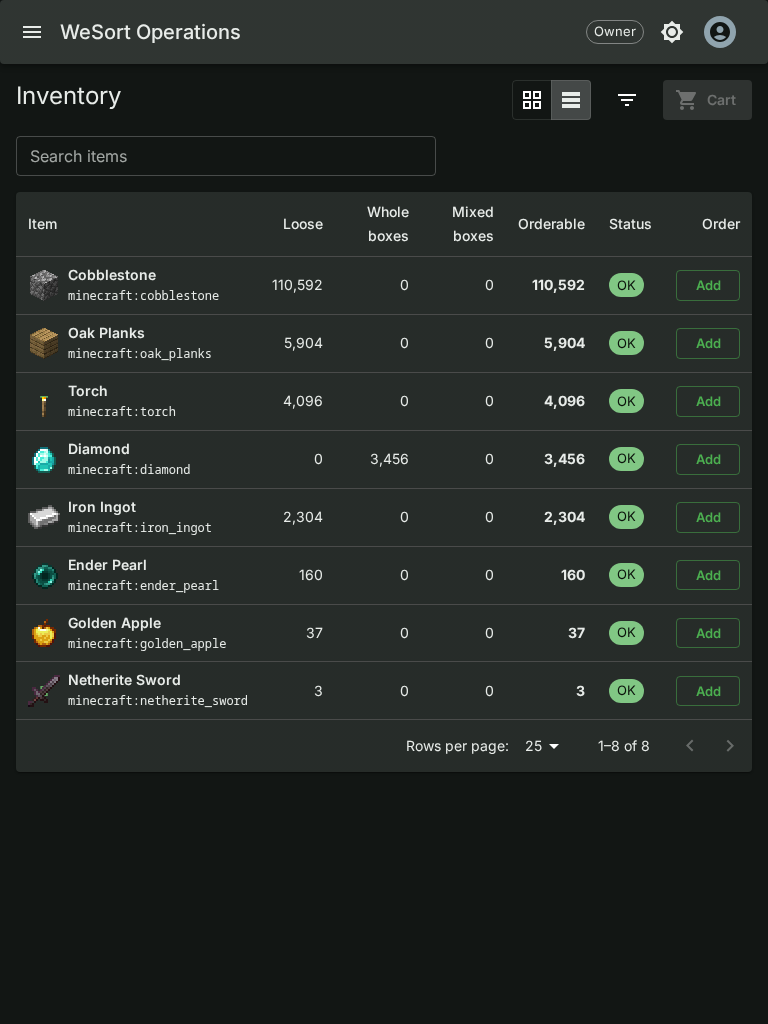 WeSort Operations
Owner
Inventory
Cart
Search items
Item Loose Whole boxes Mixed boxes Orderable Status Order
Cobblestone
minecraft:cobblestone
110,592 0 0 110,592 OK Add
Oak Planks
minecraft:oak_planks
5,904 0 0 5,904 OK Add
Torch
minecraft:torch
4,096 0 0 4,096 OK Add
Diamond
minecraft:diamond
0 3,456 0 3,456 OK Add
Iron Ingot
minecraft:iron_ingot
2,304 0 0 2,304 OK Add
Ender Pearl
minecraft:ender_pearl
160 0 0 160 OK Add
Golden Apple
minecraft:golden_apple
37 0 0 37 OK Add
Netherite Sword
minecraft:netherite_sword
3 0 0 3 OK Add
Rows per page: 25 1–8 of 8